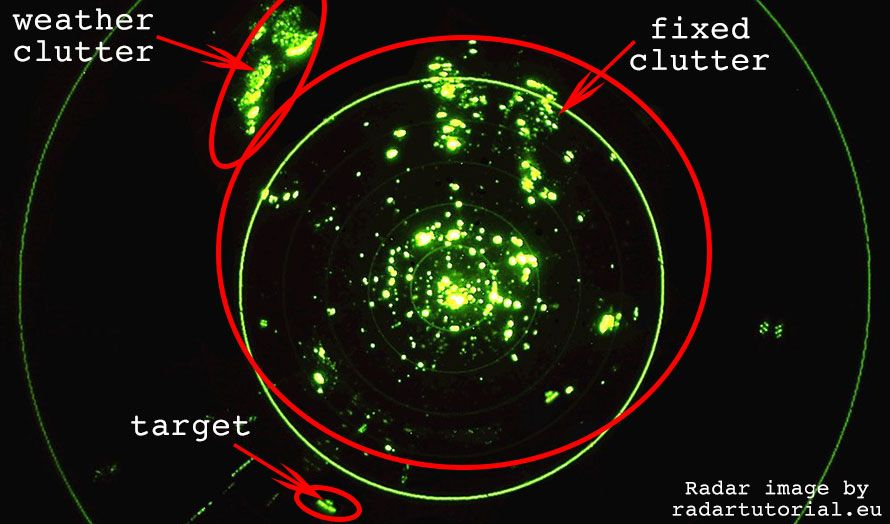 weather
clutter
fixed
clutter
target
Radar image by
radartutorial.eu